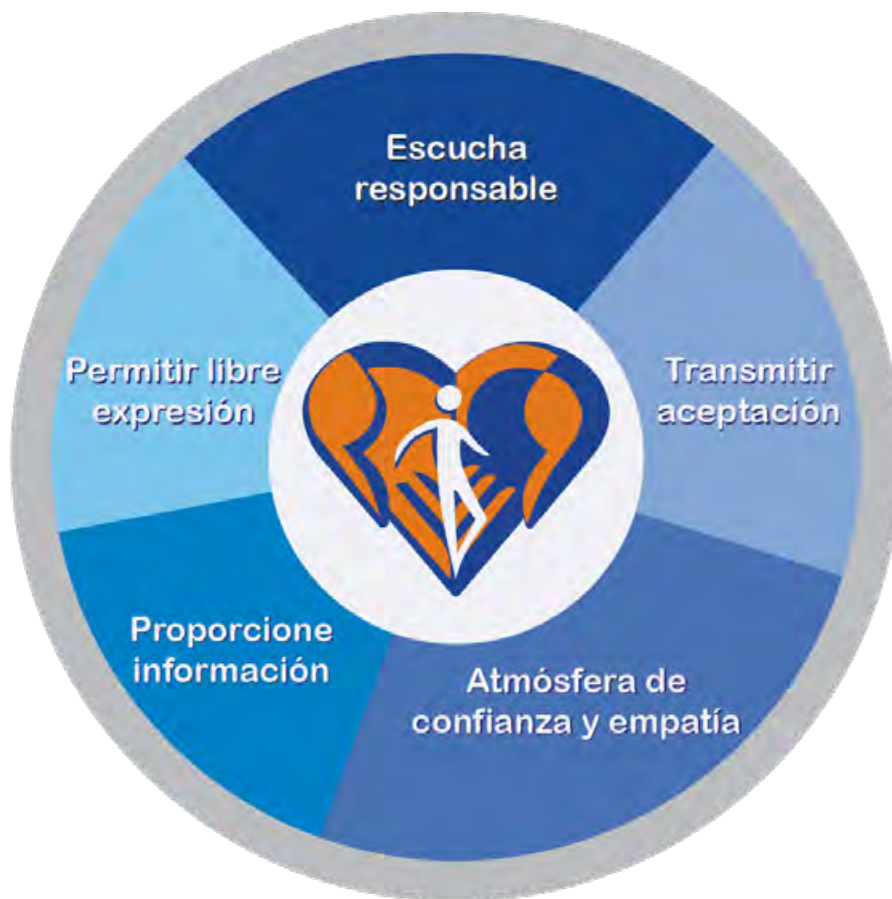 Escucha
responsable
Transmitir
aceptación
Atmósfera de
confianza y empatía
Proporcione
información
Permitir libre
expresión